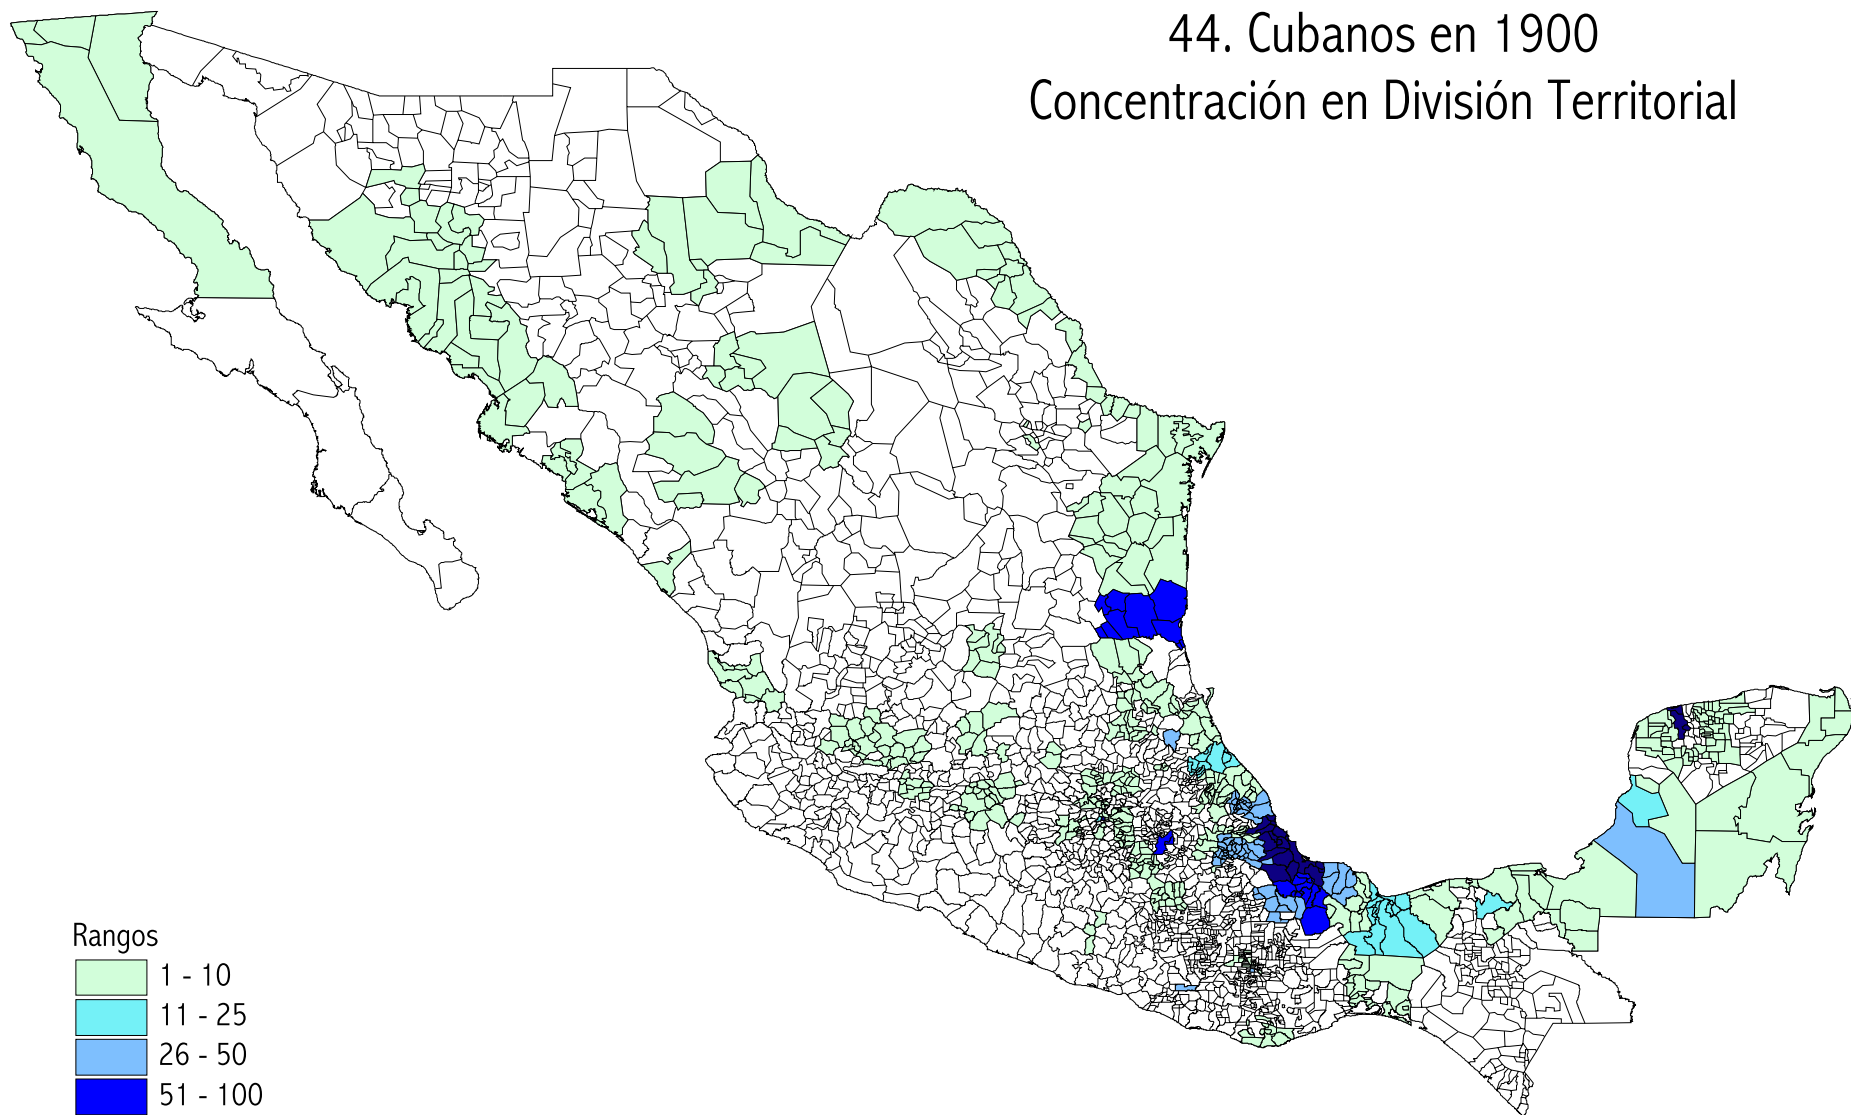 44. Cubanos en 1900
Concentración en División Territorial
Rangos
1 - 10
11 - 25
26 - 50
51 - 100